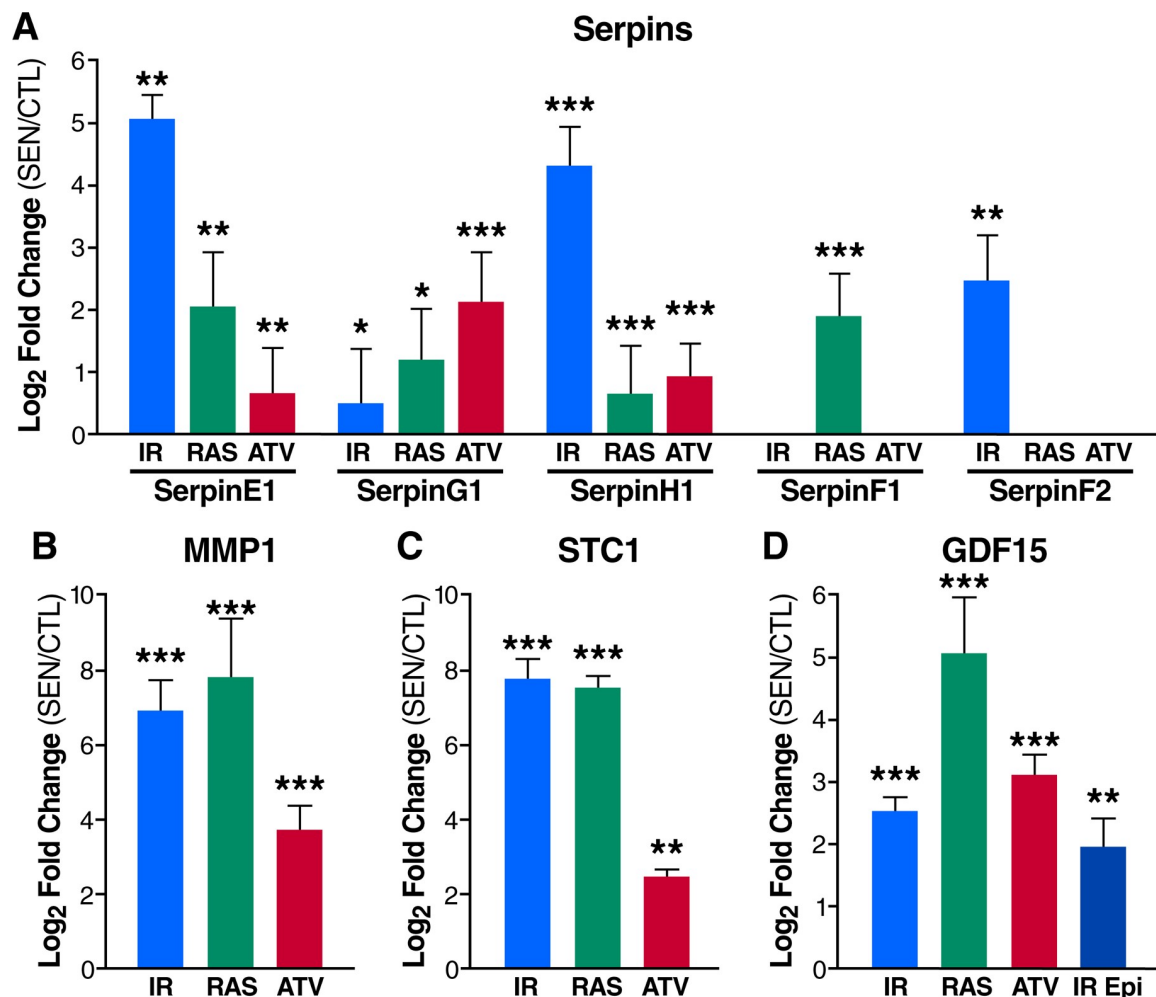 A
Serpins
Log2 Fold Change (SEN/CTL)
6
5
4
3
2
1
0
**
**
**
*
*
***
***
***
***
***
**
IR RAS ATV IR RAS ATV IR RAS ATV IR RAS ATV IR RAS ATV
SerpinE1 SerpinG1 SerpinH1 SerpinF1 SerpinF2
B
MMP1
Log2 Fold Change (SEN/CTL)
10
8
6
4
2
0
***
***
***
IR RAS ATV
C
STC1
Log2 Fold Change (SEN/CTL)
10
8
6
4
2
0
***
***
**
IR RAS ATV
D
GDF15
Log2 Fold Change (SEN/CTL)
6
5
4
3
2
1
0
***
***
***
**
IR RAS ATV IR Epi